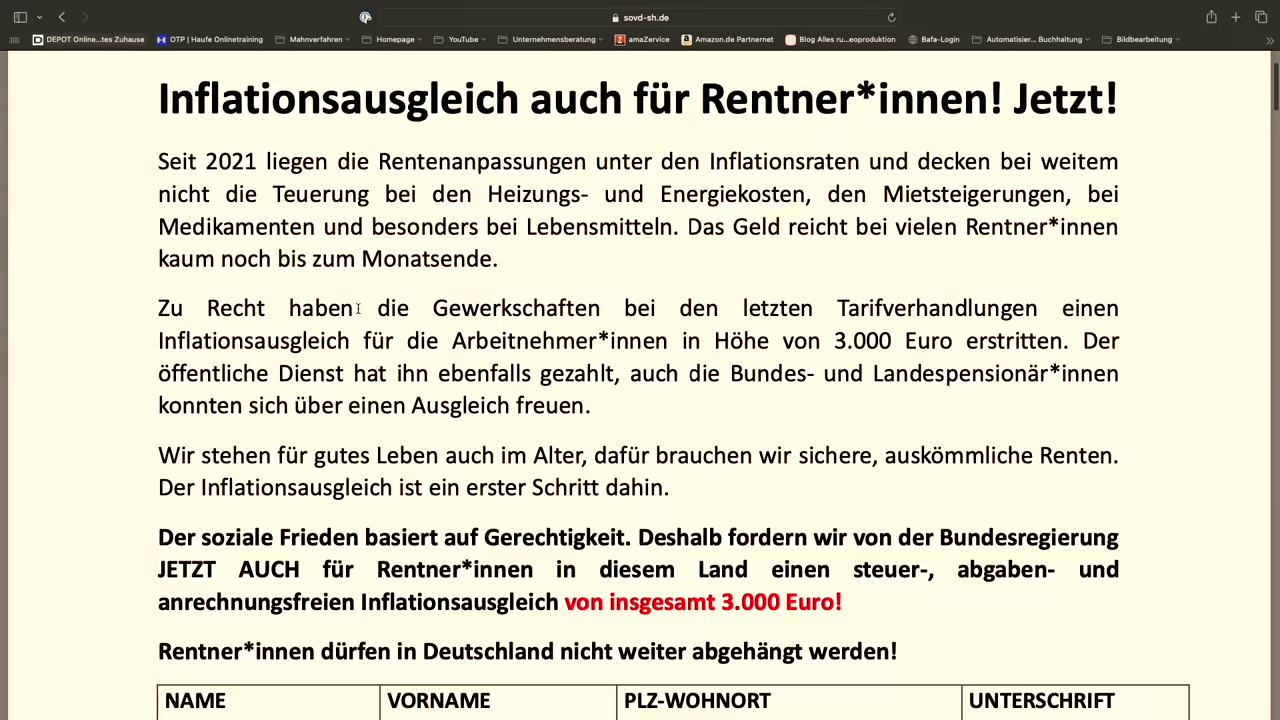 sovd-sh.de
DEPOT Online...tes Zuhause
OTP | Haufe Onlinetraining
Mahnverfahren
Homepage
YouTube
Unternehmensberatung
amaZervice
Amazon.de Partnernet
Blog Alles ru...eoproduktion
Bafa-Login
Automatisier... Buchhaltung
Bildbearbeitung
Inflationsausgleich auch für Rentner*innen! Jetzt!
Seit 2021 liegen die Rentenanpassungen unter den Inflationsraten und decken bei weitem
nicht die Teuerung bei den Heizungs- und Energiekosten, den Mietsteigerungen, bei
Medikamenten und besonders bei Lebensmitteln. Das Geld reicht bei vielen Rentner*innen
kaum noch bis zum Monatsende.
Zu Recht haben die Gewerkschaften bei den letzten Tarifverhandlungen einen
Inflationsausgleich für die Arbeitnehmer*innen in Höhe von 3.000 Euro erstritten. Der
öffentliche Dienst hat ihn ebenfalls gezahlt, auch die Bundes- und Landespensionär*innen
konnten sich über einen Ausgleich freuen.
Wir stehen für gutes Leben auch im Alter, dafür brauchen wir sichere, auskömmliche Renten.
Der Inflationsausgleich ist ein erster Schritt dahin.
Der soziale Frieden basiert auf Gerechtigkeit. Deshalb fordern wir von der Bundesregierung
JETZT AUCH für Rentner*innen in diesem Land einen steuer-, abgaben- und
anrechnungsfreien Inflationsausgleich von insgesamt 3.000 Euro!
Rentner*innen dürfen in Deutschland nicht weiter abgehängt werden!
NAME VORNAME PLZ-WOHNORT UNTERSCHRIFT